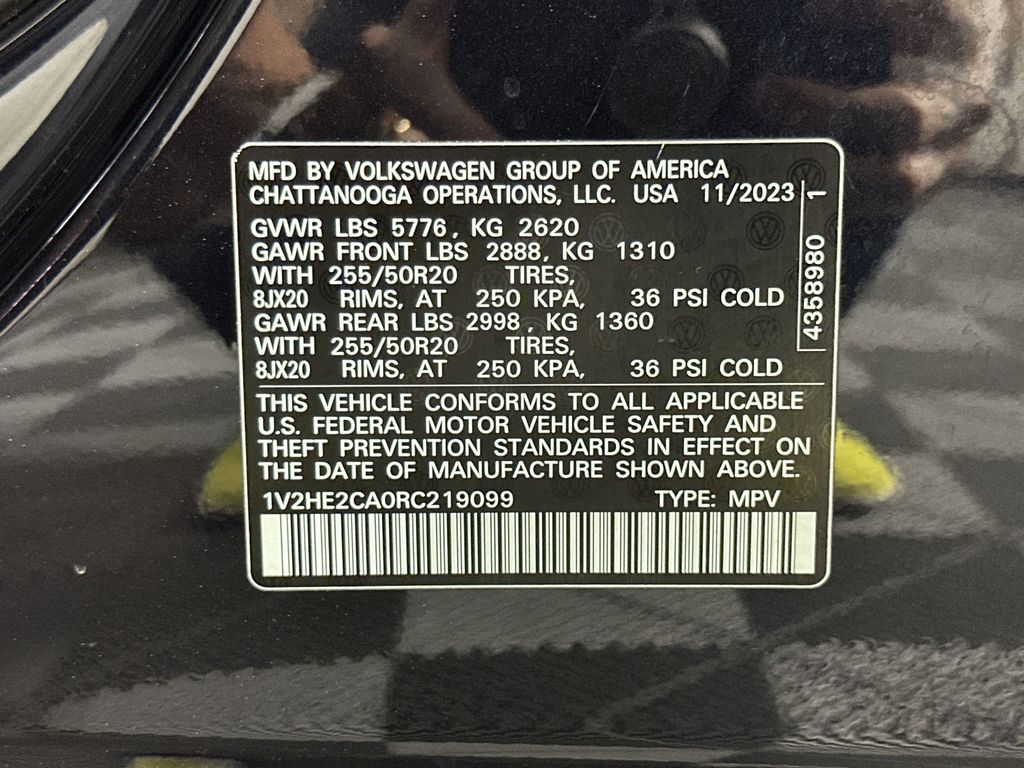 MFD BY VOLKSWAGEN GROUP OF AMERICA
CHATTANOOGA OPERATIONS, LLC. USA 11/2023
GVWR LBS 5776, KG 2620
GAWR FRONT LBS 2888, KG 1310
WITH 255/50R20 TIRES,
8JX20 RIMS, AT 250 KPA, 36 PSI COLD
GAWR REAR LBS 2998, KG 1360
WITH 255/50R20 TIRES,
8JX20 RIMS, AT 250 KPA, 36 PSI COLD
4358980 1
THIS VEHICLE CONFORMS TO ALL APPLICABLE
U.S. FEDERAL MOTOR VEHICLE SAFETY AND
THEFT PREVENTION STANDARDS IN EFFECT ON
THE DATE OF MANUFACTURE SHOWN ABOVE.
1V2HE2CA0RC219099 TYPE: MPV